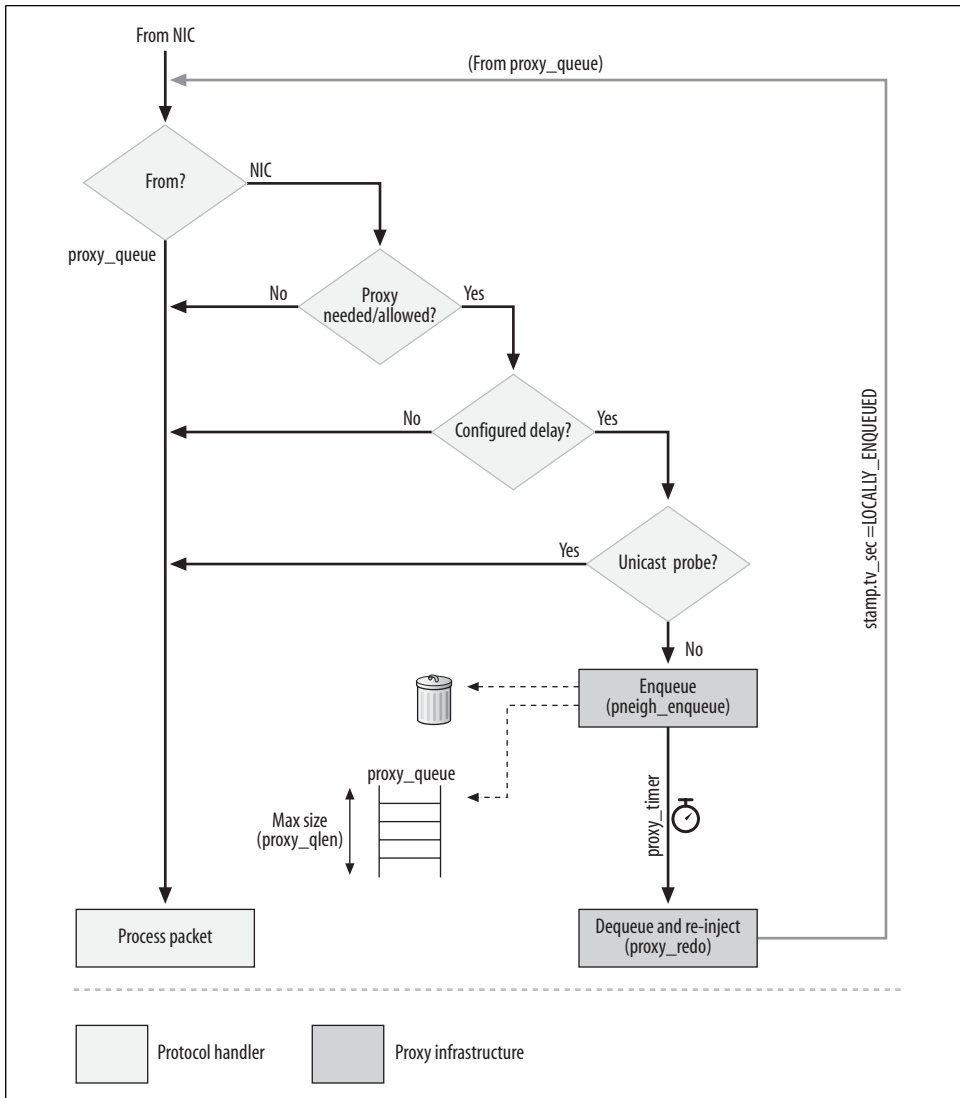 From NIC
(From proxy_queue)
From?
NIC
proxy_queue
No
Proxy
needed/allowed?
Yes
No
Configured delay?
Yes
Yes
Unicast probe?
stamp.tv_sec =LOCALLY_ENQUEUED
No
Enqueue
(pneigh_enqueue)
proxy_queue
Max size
(proxy_qlen)
proxy_timer
Process packet
Dequeue and re-inject
(proxy_redo)
Protocol handler
Proxy infrastructure